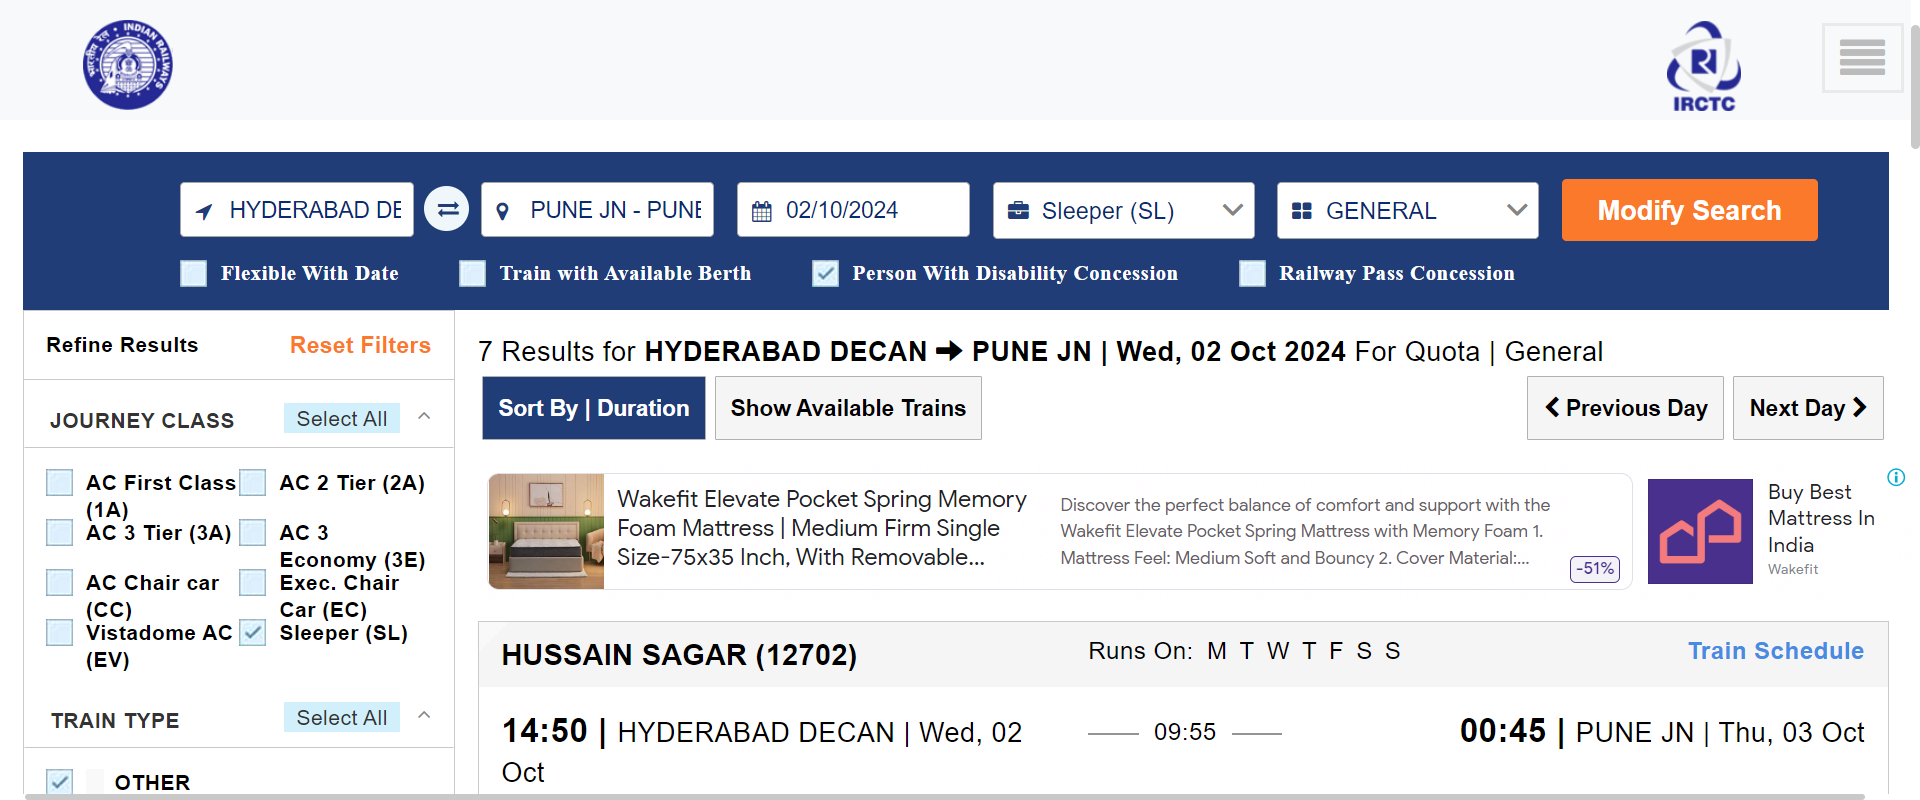 भारतीय रेल • INDIAN RAILWAYS
IRCTC
HYDERABAD DE
PUNE JN - PUNE
02/10/2024
Sleeper (SL)
GENERAL
Modify Search
Flexible With Date
Train with Available Berth
Person With Disability Concession
Railway Pass Concession
Refine Results
Reset Filters
JOURNEY CLASS
Select All
AC First Class (1A)
AC 2 Tier (2A)
AC 3 Tier (3A)
AC 3
Economy (3E)
AC Chair car
(CC)
Exec. Chair
Car (EC)
Vistadome AC
(EV)
Sleeper (SL)
TRAIN TYPE
Select All
OTHER
7 Results for HYDERABAD DECAN ➔ PUNE JN | Wed, 02 Oct 2024 For Quota | General
Sort By | Duration
Show Available Trains
Previous Day
Next Day
Wakefit Elevate Pocket Spring Memory
Foam Mattress | Medium Firm Single
Size-75x35 Inch, With Removable...
Discover the perfect balance of comfort and support with the
Wakefit Elevate Pocket Spring Mattress with Memory Foam 1.
Mattress Feel: Medium Soft and Bouncy 2. Cover Material:...
-51%
Buy Best
Mattress In
India
Wakefit
HUSSAIN SAGAR (12702)
Runs On: M T W T F S S
Train Schedule
14:50 | HYDERABAD DECAN | Wed, 02
Oct
09:55
00:45 | PUNE JN | Thu, 03 Oct